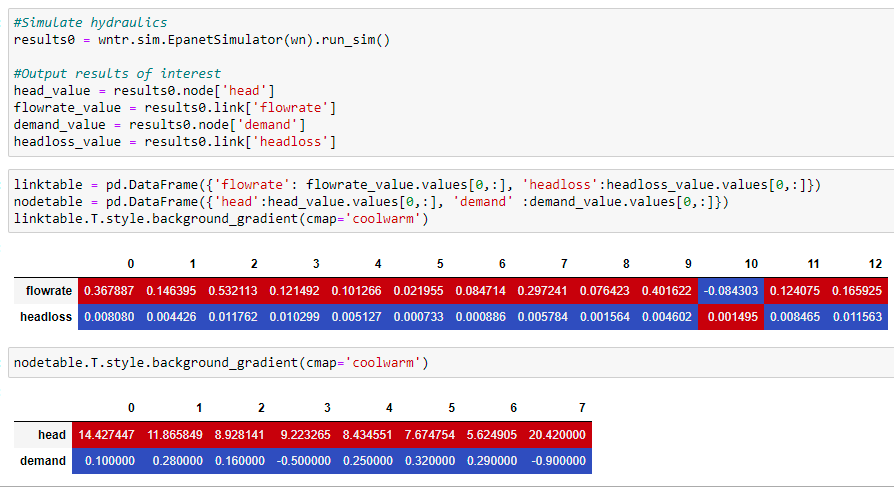 #Simulate hydraulics
results0 = wntr.sim.EpanetSimulator(wn).run_sim()
#Output results of interest
head_value = results0.node['head']
flowrate_value = results0.link['flowrate']
demand_value = results0.node['demand']
headloss_value = results0.link['headloss']
linktable = pd.DataFrame({'flowrate': flowrate_value.values[0,:], 'headloss':headloss_value.values[0,:]})
nodetable = pd.DataFrame({'head':head_value.values[0,:], 'demand' :demand_value.values[0,:]})
linktable.T.style.background_gradient(cmap='coolwarm')
0 1 2 3 4 5 6 7 8 9 10 11 12
flowrate 0.367887 0.146395 0.532113 0.121492 0.101266 0.021955 0.084714 0.297241 0.076423 0.401622 -0.084303 0.124075 0.165925
headloss 0.008080 0.004426 0.011762 0.010299 0.005127 0.000733 0.000886 0.005784 0.001564 0.004602 0.001495 0.008465 0.011563
nodetable.T.style.background_gradient(cmap='coolwarm')
0 1 2 3 4 5 6 7
head 14.427447 11.865849 8.928141 9.223265 8.434551 7.674754 5.624905 20.420000
demand 0.100000 0.280000 0.160000 -0.500000 0.250000 0.320000 0.290000 -0.900000